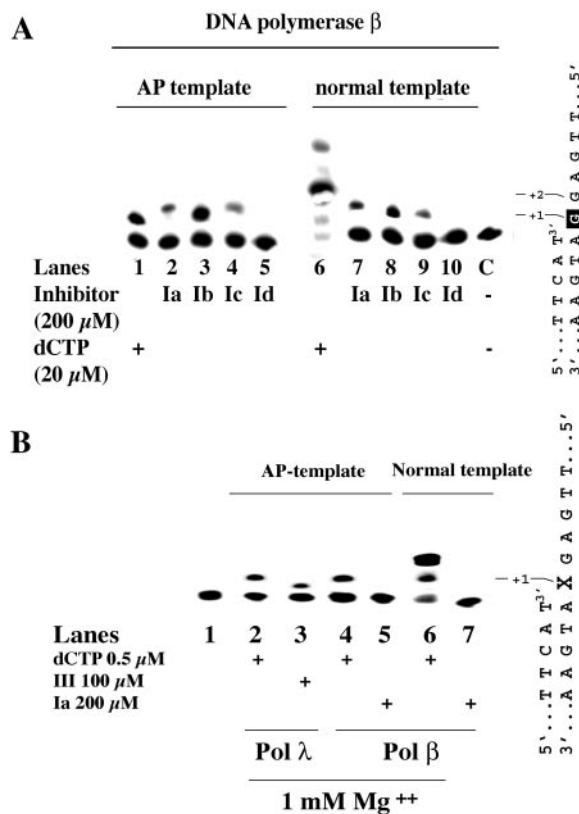 A
DNA polymerase β
AP template normal template
+2
+1
Lanes 1 2 3 4 5 6 7 8 9 10 C
Inhibitor Ia Ib Ic Id Ia Ib Ic Id -
(200 µM)
dCTP + + -
(20 µM)
5'...TTCAT3'
3'...AAGTAGGAGTT...5'
B
AP-template Normal template
+1
Lanes 1 2 3 4 5 6 7
dCTP 0.5 µM + + +
III 100 µM +
Ia 200 µM + +
Pol λ Pol β
1 mM Mg ++
5'...TTCAT3'
3'...AAGTAXGAGTT...5'